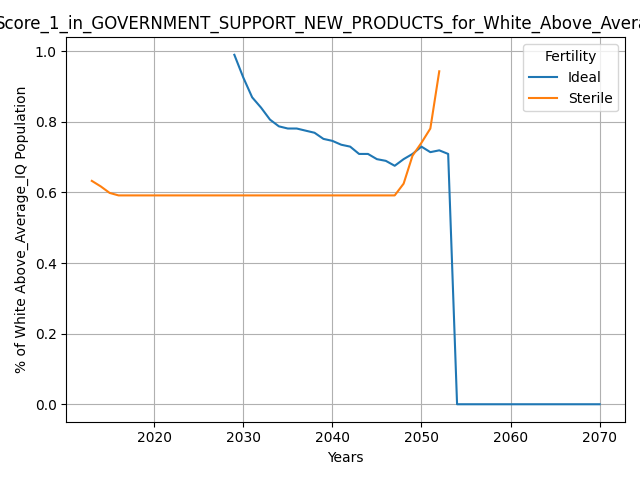 Score_1_in_GOVERNMENT_SUPPORT_NEW_PRODUCTS_for_White_Above_Avera
Fertility
Ideal
Sterile
% of White Above_Average_IQ Population
1.0
0.8
0.6
0.4
0.2
0.0
2020 2030 2040 2050 2060 2070
Years